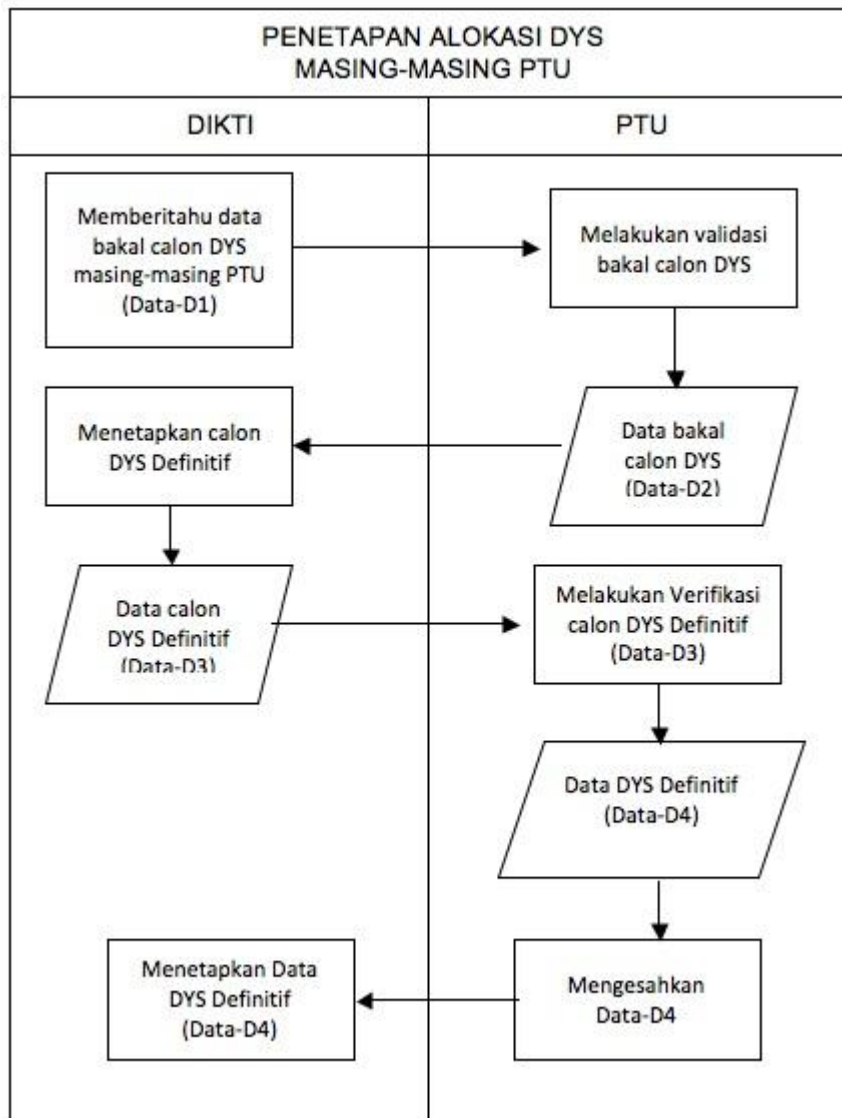 PENETAPAN ALOKASI DYS
MASING-MASING PTU
DIKTI
PTU
Memberitahu data
bakal calon DYS
masing-masing PTU
(Data-D1)
Melakukan validasi
bakal calon DYS
Menetapkan calon
DYS Definitif
Data bakal
calon DYS
(Data-D2)
Data calon
DYS Definitif
(Data-D3)
Melakukan Verifikasi
calon DYS Definitif
(Data-D3)
Data DYS Definitif
(Data-D4)
Menetapkan Data
DYS Definitif
(Data-D4)
Mengesahkan
Data-D4